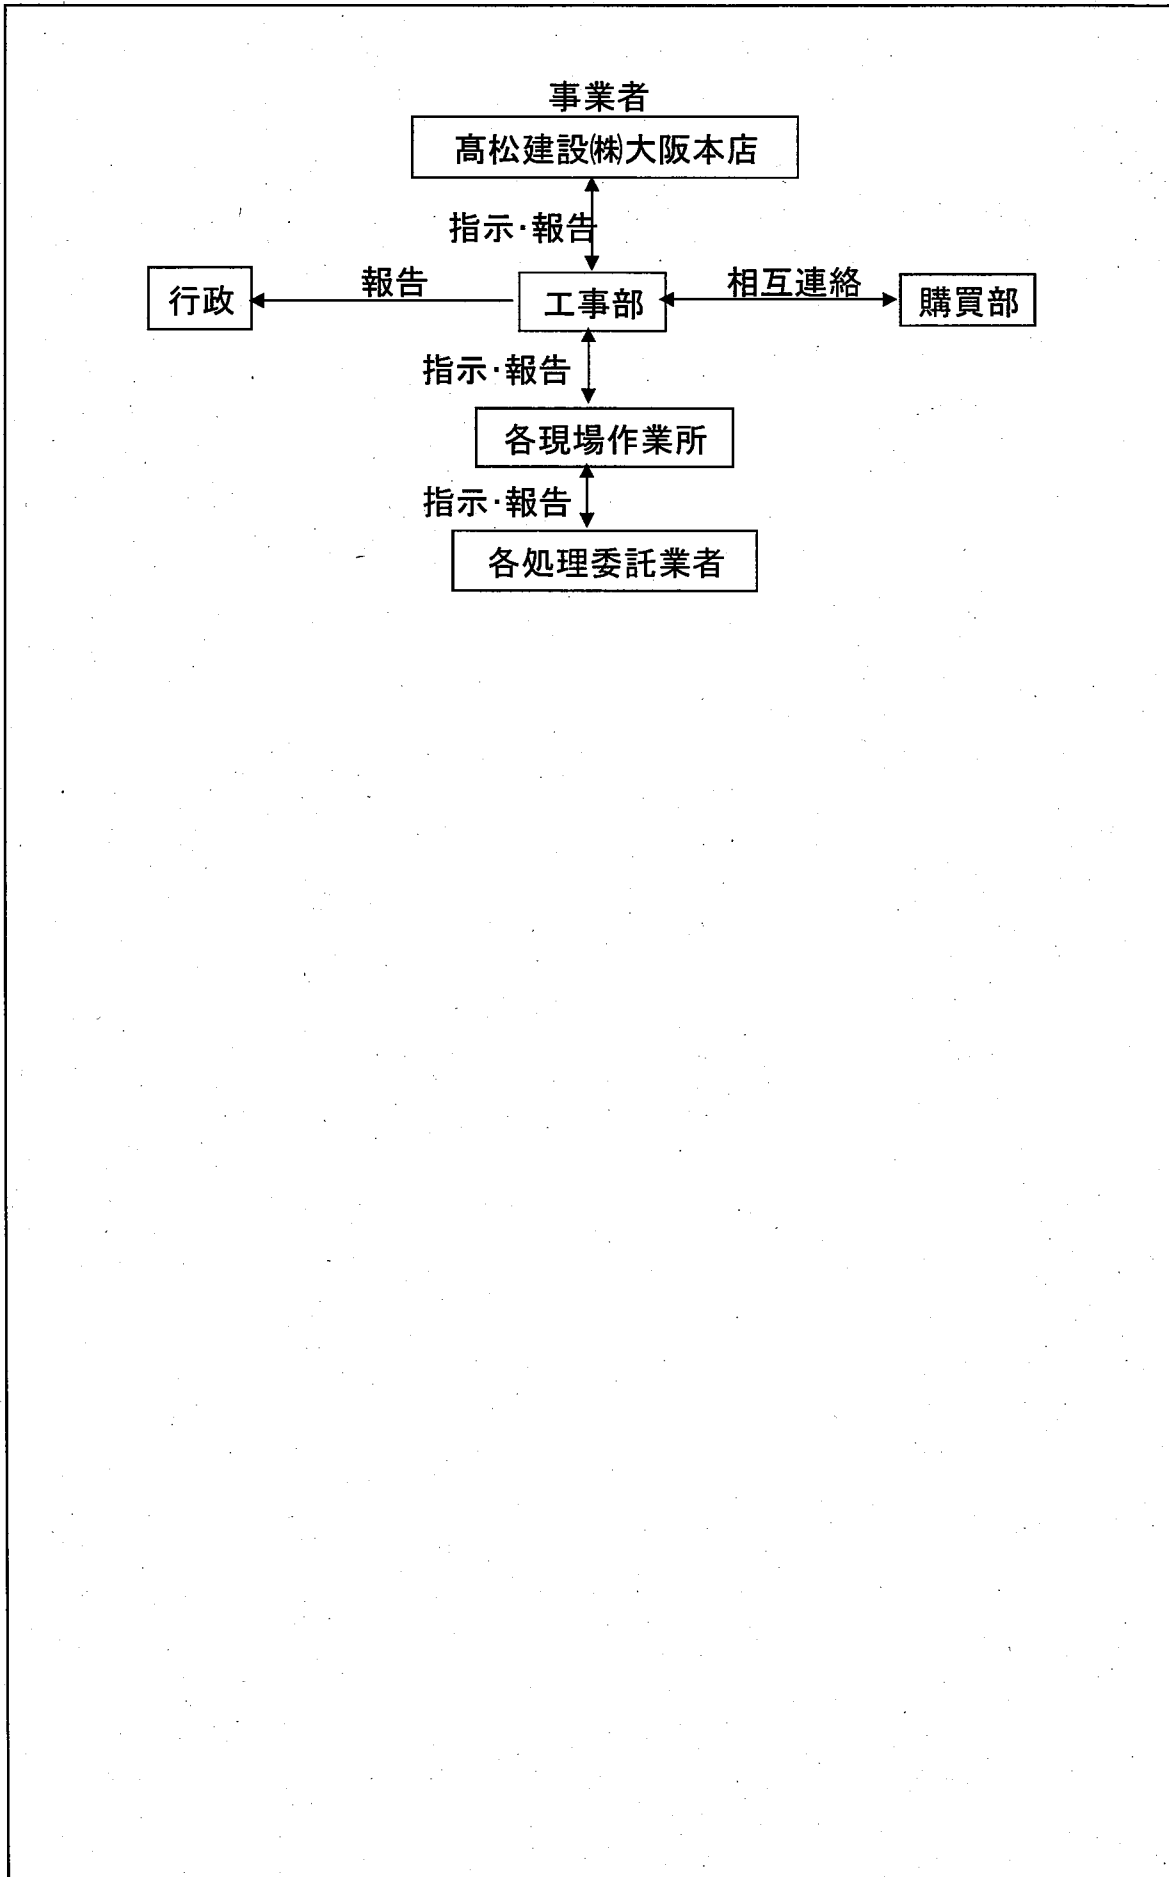 事業者
髙松建設㈱大阪本店
指示・報告
行政
報告
工事部
相互連絡
購買部
指示・報告
各現場作業所
指示・報告
各処理委託業者